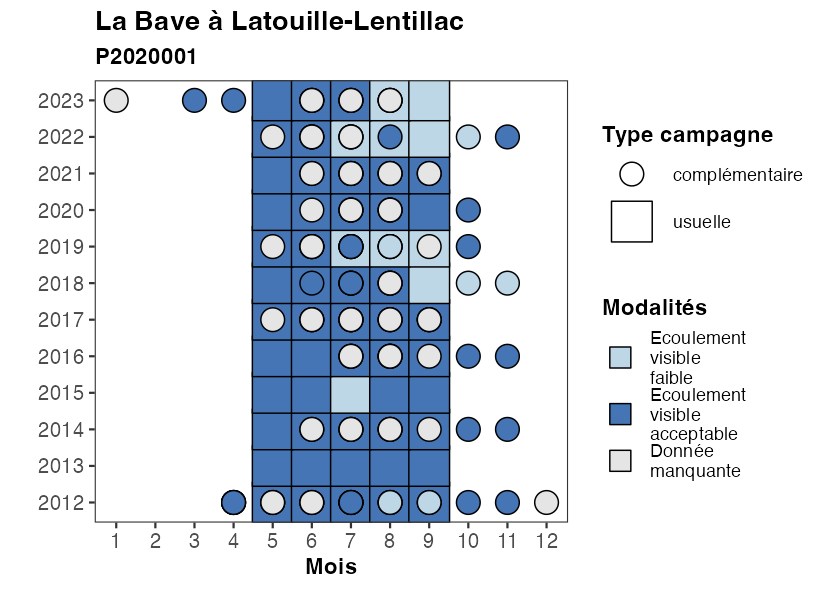 La Bave à Latouille-Lentillac
P2020001
2023
2022
2021
2020
2019
2018
2017
2016
2015
2014
2013
2012
1 2 3 4 5 6 7 8 9 10 11 12
Mois
Type campagne
complémentaire
usuelle
Modalités
Ecoulement
visible
faible
Ecoulement
visible
acceptable
Donnée
manquante